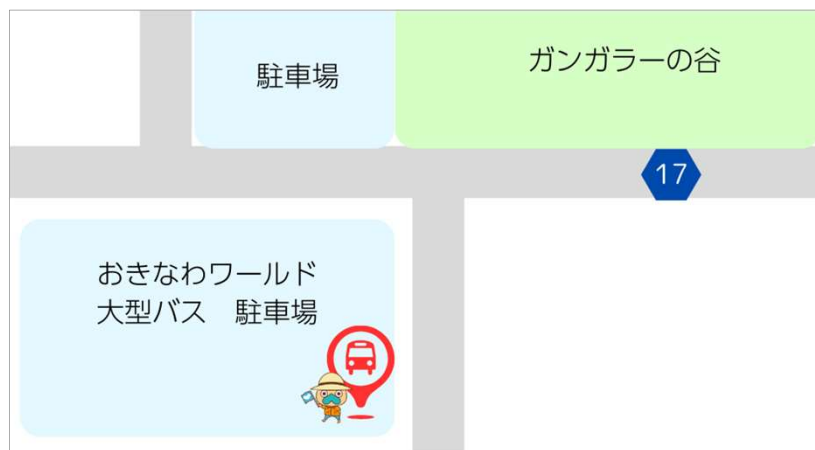 駐車場
ガンガラーの谷
17
おきなわワールド
大型バス　駐車場